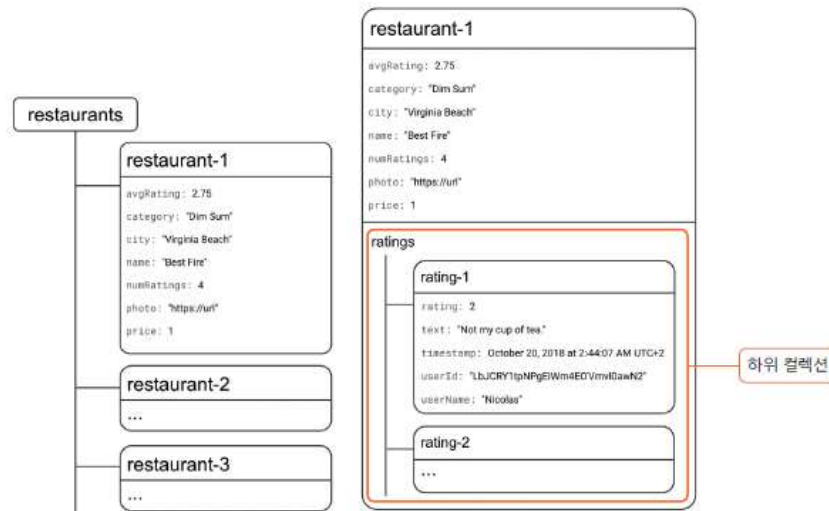 restaurants
restaurant-1
avgRating: 2.75
category: "Dim Sum"
city: "Virginia Beach"
name: "Best Fire"
numRatings: 4
photo: "https://url"
price: 1
restaurant-2
...
restaurant-3
...
restaurant-1
avgRating: 2.75
category: "Dim Sum"
city: "Virginia Beach"
name: "Best Fire"
numRatings: 4
photo: "https://url"
price: 1
ratings
rating-1
rating: 2
text: "Not my cup of tea."
timestamp: October 20, 2018 at 2:44:07 AM UTC+2
userId:
userName: "Nicolas"
rating-2
...
하위 컬렉션